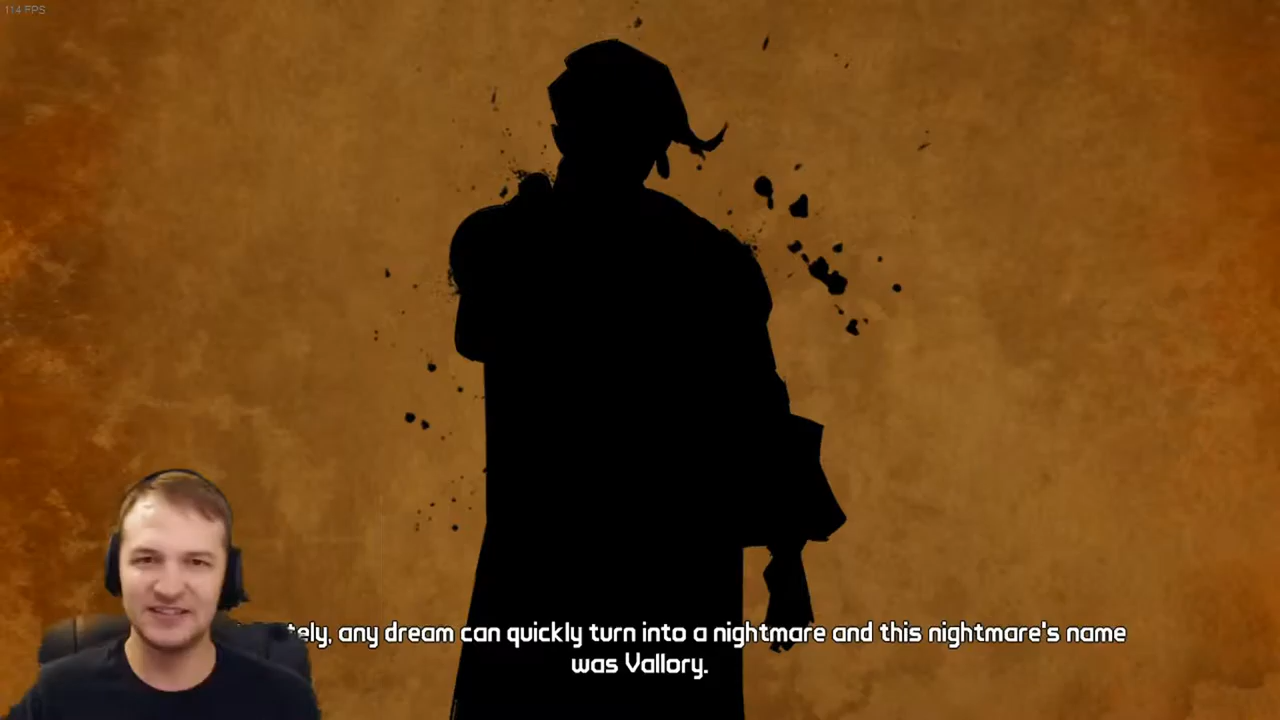 114 FPS
tely, any dream can quickly turn into a nightmare and this nightmare's name
was Vallory.